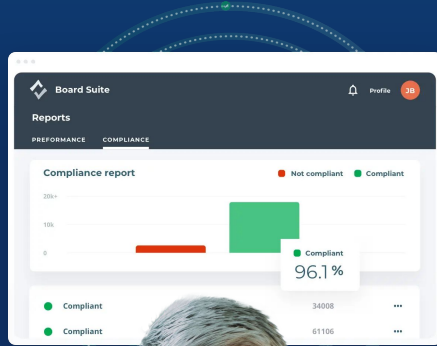 Board Suite
Profile
JB
Reports
PREFORMANCE COMPLIANCE
Compliance report
Not compliant Compliant
20k+
10k
0
Compliant
96.1%
Compliant 34008
Compliant 61106